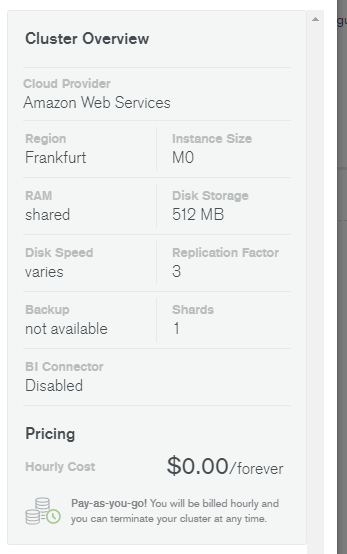 Cluster Overview
Cloud Provider
Amazon Web Services
Region
Frankfurt
Instance Size
M0
RAM
shared
Disk Storage
512 MB
Disk Speed
varies
Replication Factor
3
Backup
not available
Shards
1
BI Connector
Disabled
Pricing
Hourly Cost
$0.00/forever
Pay-as-you-go! You will be billed hourly and
you can terminate your cluster at any time.